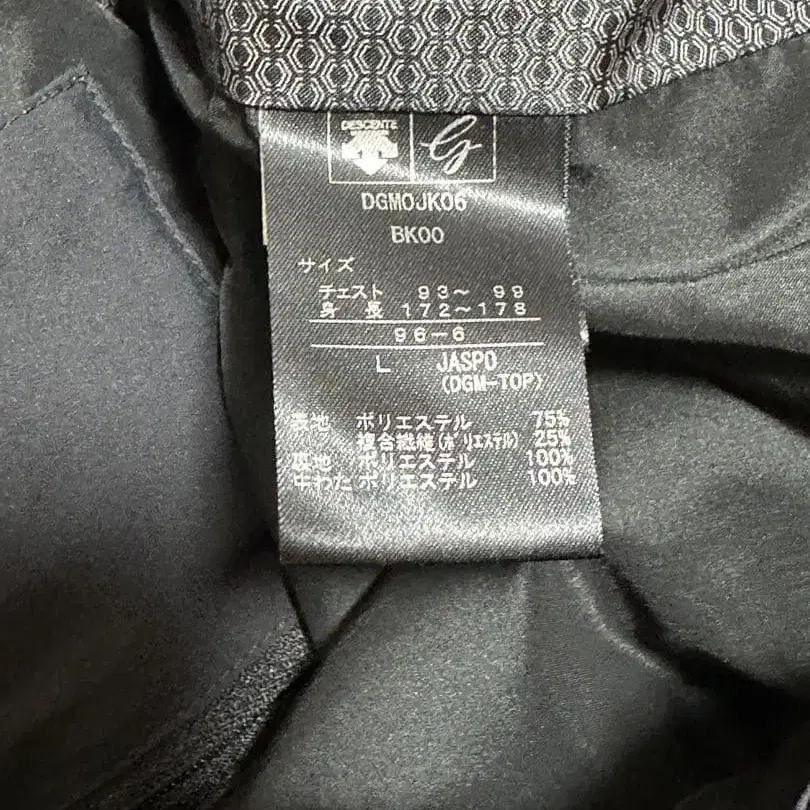 DESCENTE G
DGM0JK06
BK00
サイズ
チェスト 93～ 99
身 長 172～178
96-6
L JASPO
(DGM-TOP)
表地 ポリエステル 75%
複合繊維(ﾎﾟﾘｴｽﾃﾙ) 25%
裏地 ポリエステル 100%
中わた ポリエステル 100%